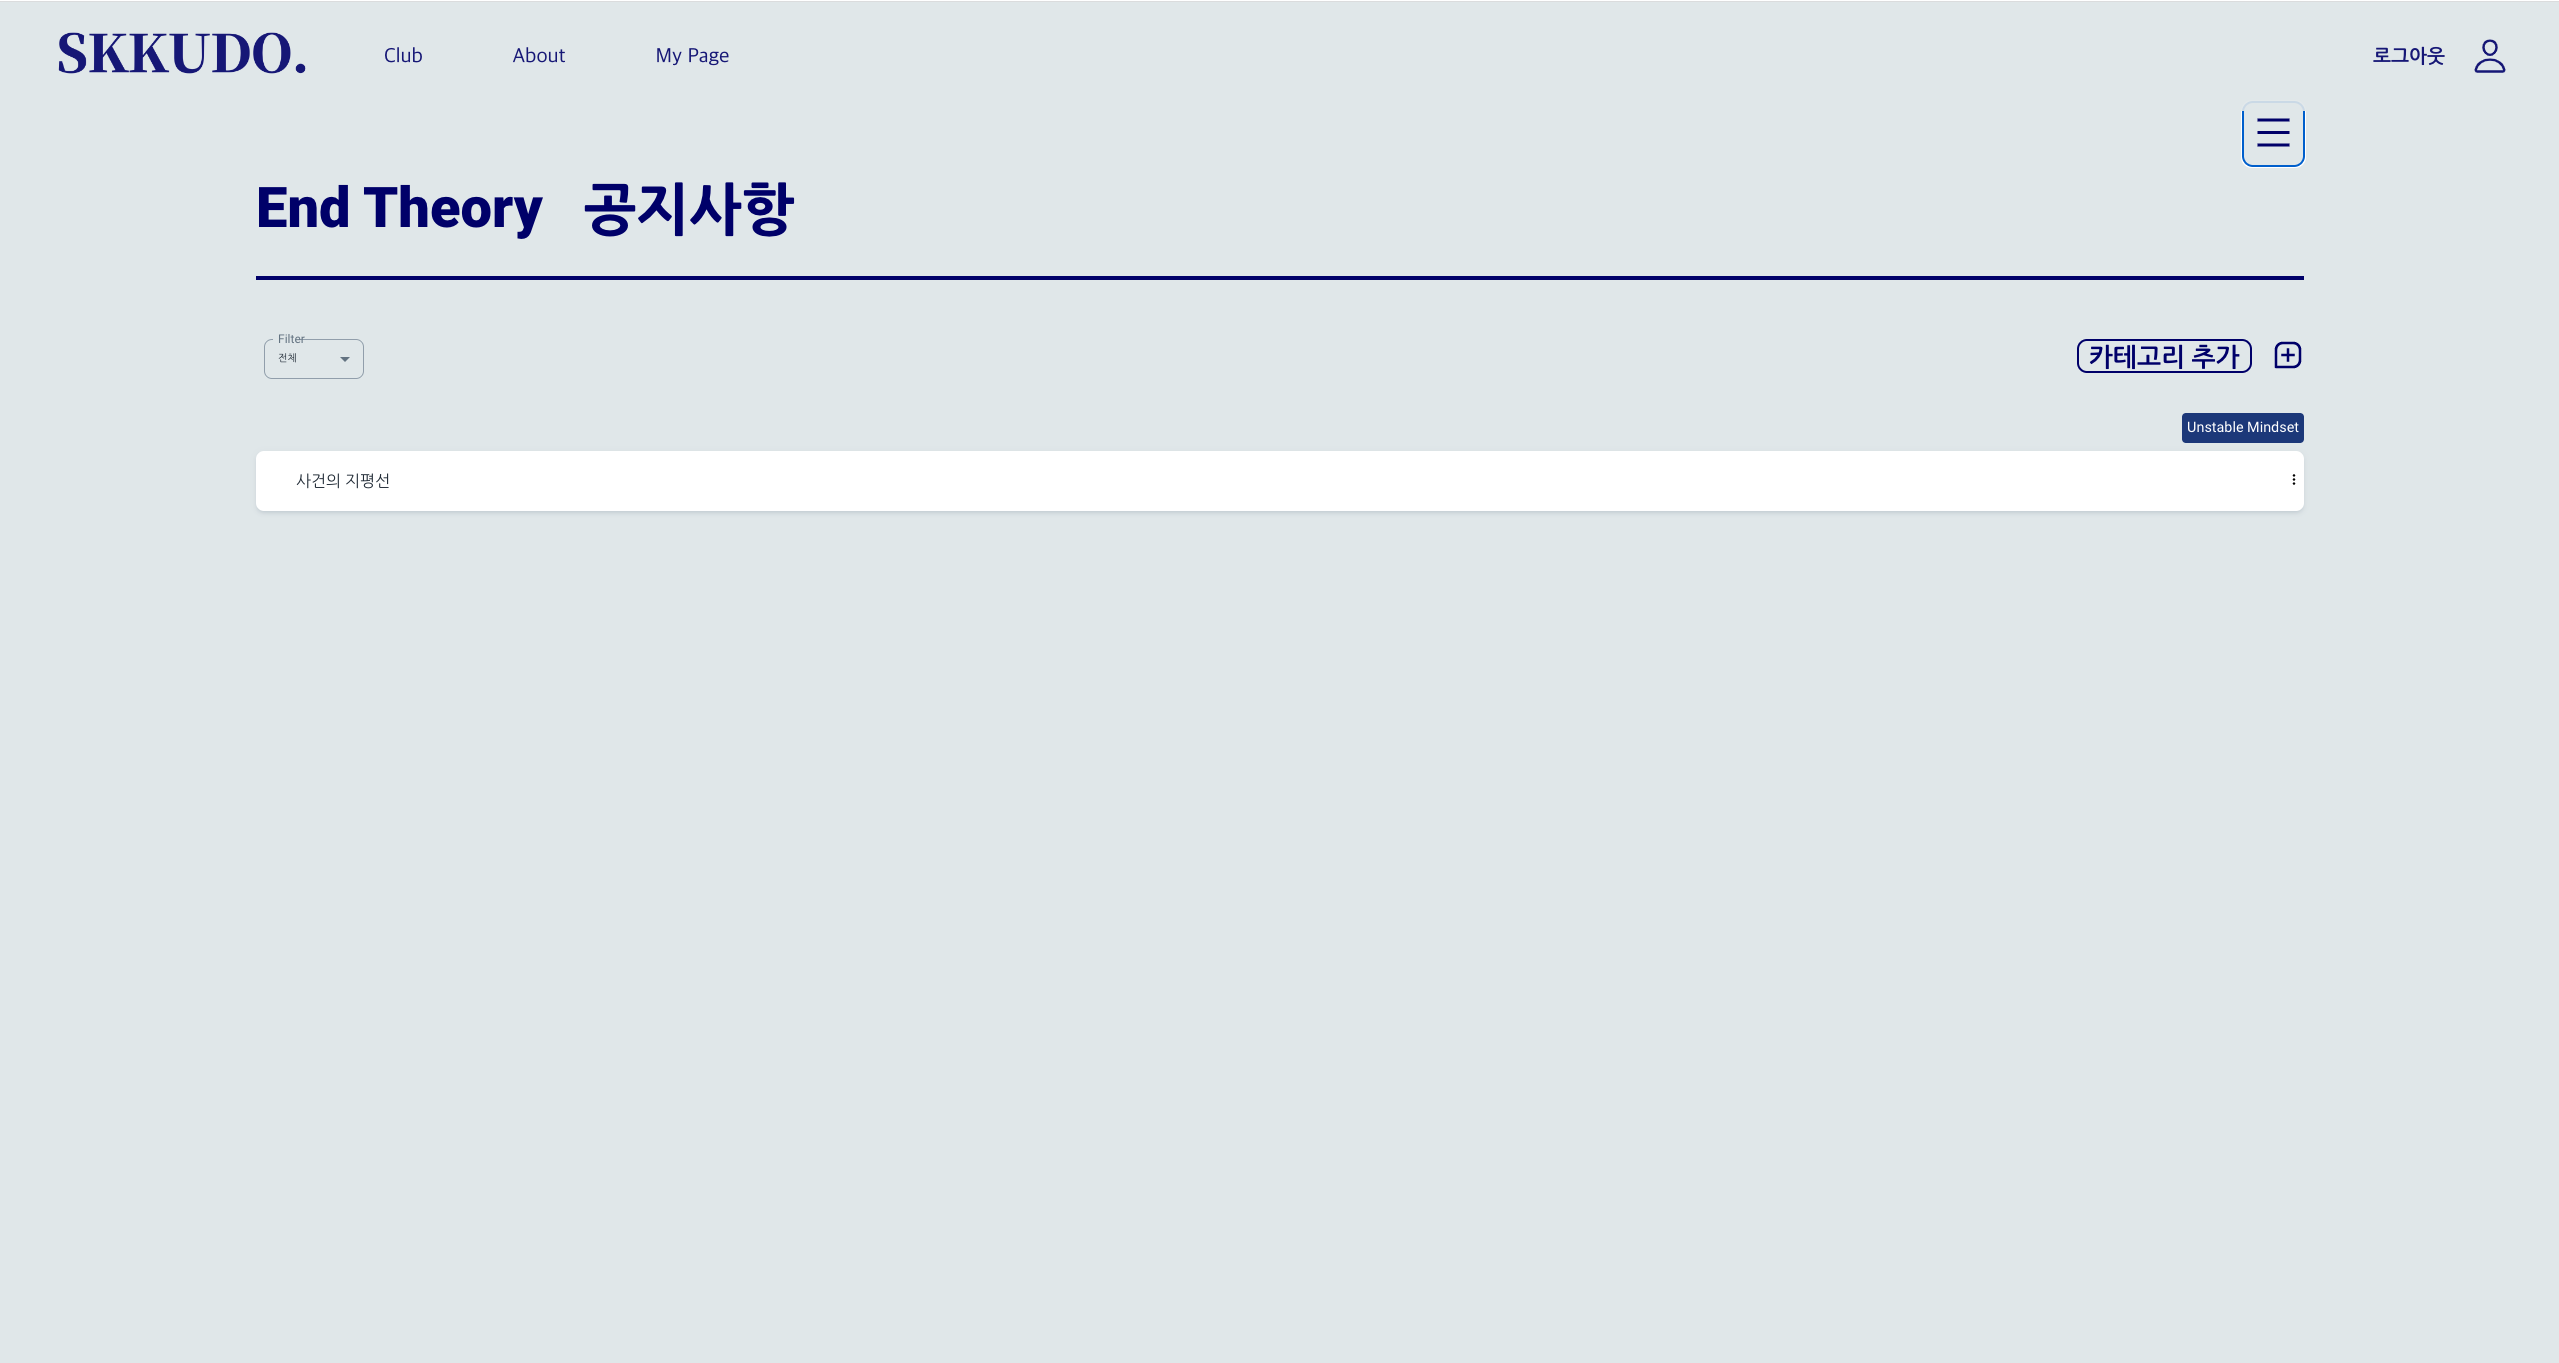 SKKUDO. Club About My Page 로그아웃
End Theory 공지사항
Filter
전체
카테고리 추가
Unstable Mindset
사건의 지평선